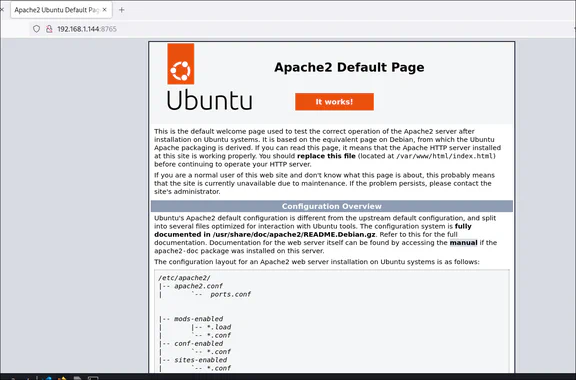 Apache2 Ubuntu Default Pag
192.168.1.144:8765
Apache2 Default Page
Ubuntu
It works!
This is the default welcome page used to test the correct operation of the Apache2 server after
installation on Ubuntu systems. It is based on the equivalent page on Debian, from which the Ubuntu
Apache packaging is derived. If you can read this page, it means that the Apache HTTP server installed
at this site is working properly. You should replace this file (located at /var/www/html/index.html)
before continuing to operate your HTTP server.
If you are a normal user of this web site and don't know what this page is about, this probably means
that the site is currently unavailable due to maintenance. If the problem persists, please contact the
site's administrator.
Configuration Overview
Ubuntu's Apache2 default configuration is different from the upstream default configuration, and split
into several files optimized for interaction with Ubuntu tools. The configuration system is fully
documented in /usr/share/doc/apache2/README.Debian.gz. Refer to this for the full
documentation. Documentation for the web server itself can be found by accessing the manual if the
apache2-doc package was installed on this server.
The configuration layout for an Apache2 web server installation on Ubuntu systems is as follows:
/etc/apache2/
|-- apache2.conf
|       `--  ports.conf
|-- mods-enabled
|       |-- *.load
|       `-- *.conf
|-- conf-enabled
|       `-- *.conf
|-- sites-enabled
|       `-- *.conf